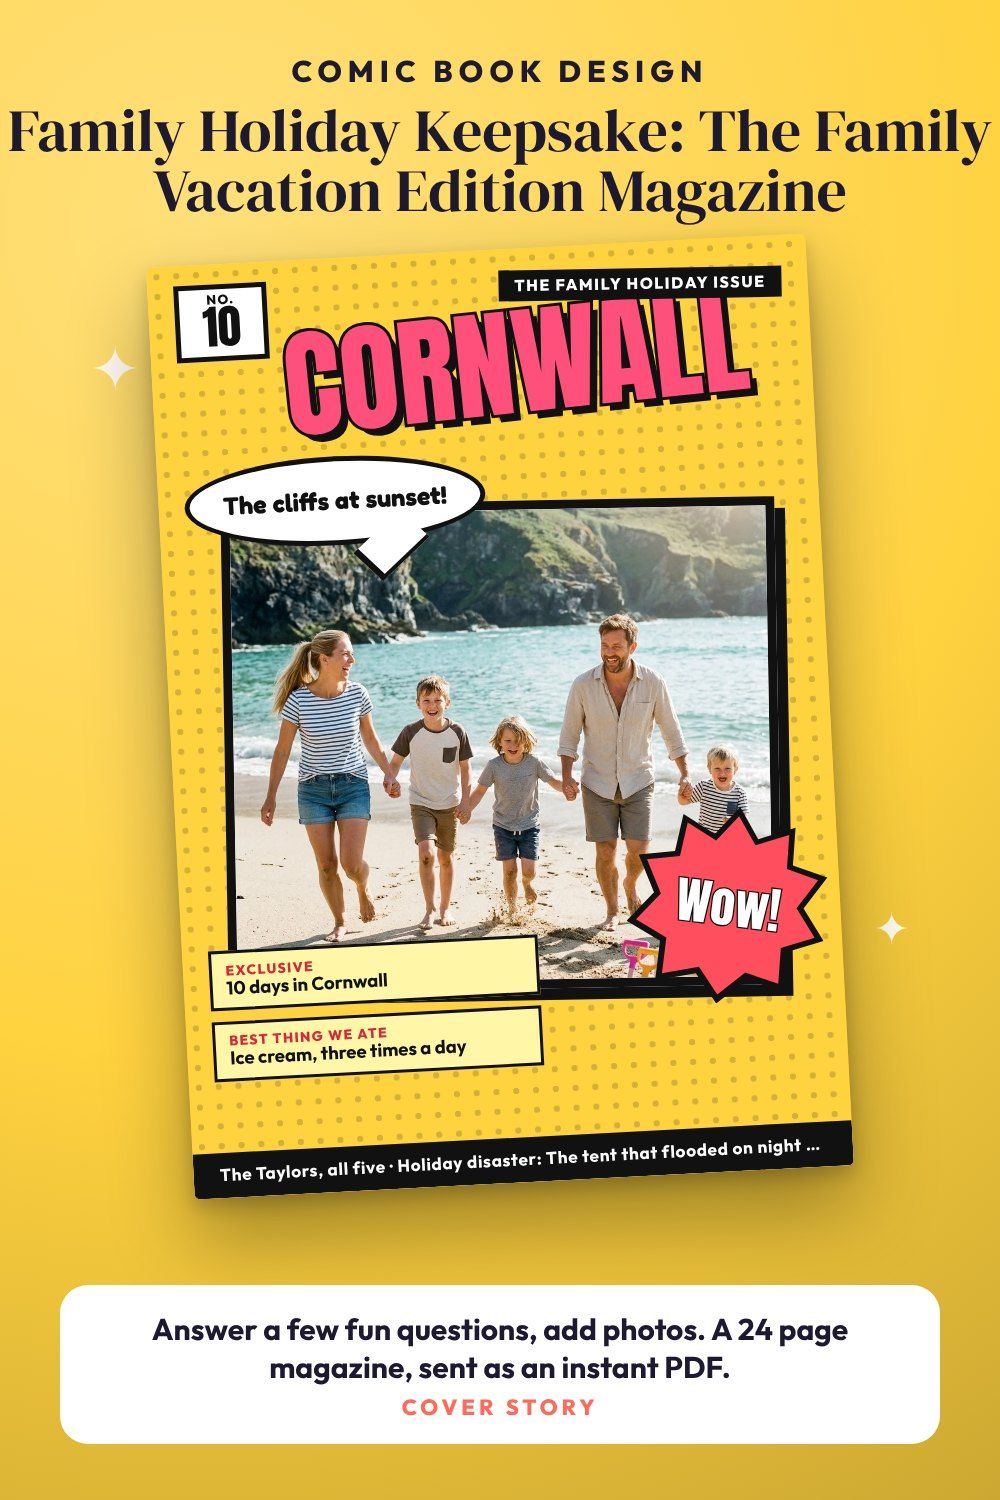 COMIC BOOK DESIGN
Family Holiday Keepsake: The Family
Vacation Edition Magazine
NO.
10
THE FAMILY HOLIDAY ISSUE
CORNWALL
The cliffs at sunset!
Wow!
EXCLUSIVE
10 days in Cornwall
BEST THING WE ATE
Ice cream, three times a day
The Taylors, all five · Holiday disaster: The tent that flooded on night ...
Answer a few fun questions, add photos. A 24 page
magazine, sent as an instant PDF.
COVER STORY